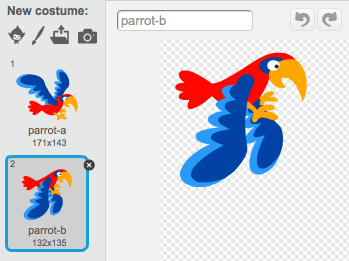 New costume:
parrot-b
1
parrot-a
171x143
2
parrot-b
132x135